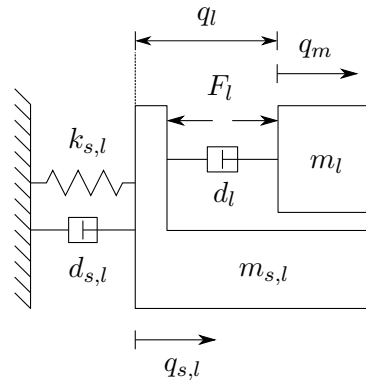 q_l
q_m
F_l
k_{s,l}
m_l
d_l
d_{s,l}
m_{s,l}
q_{s,l}